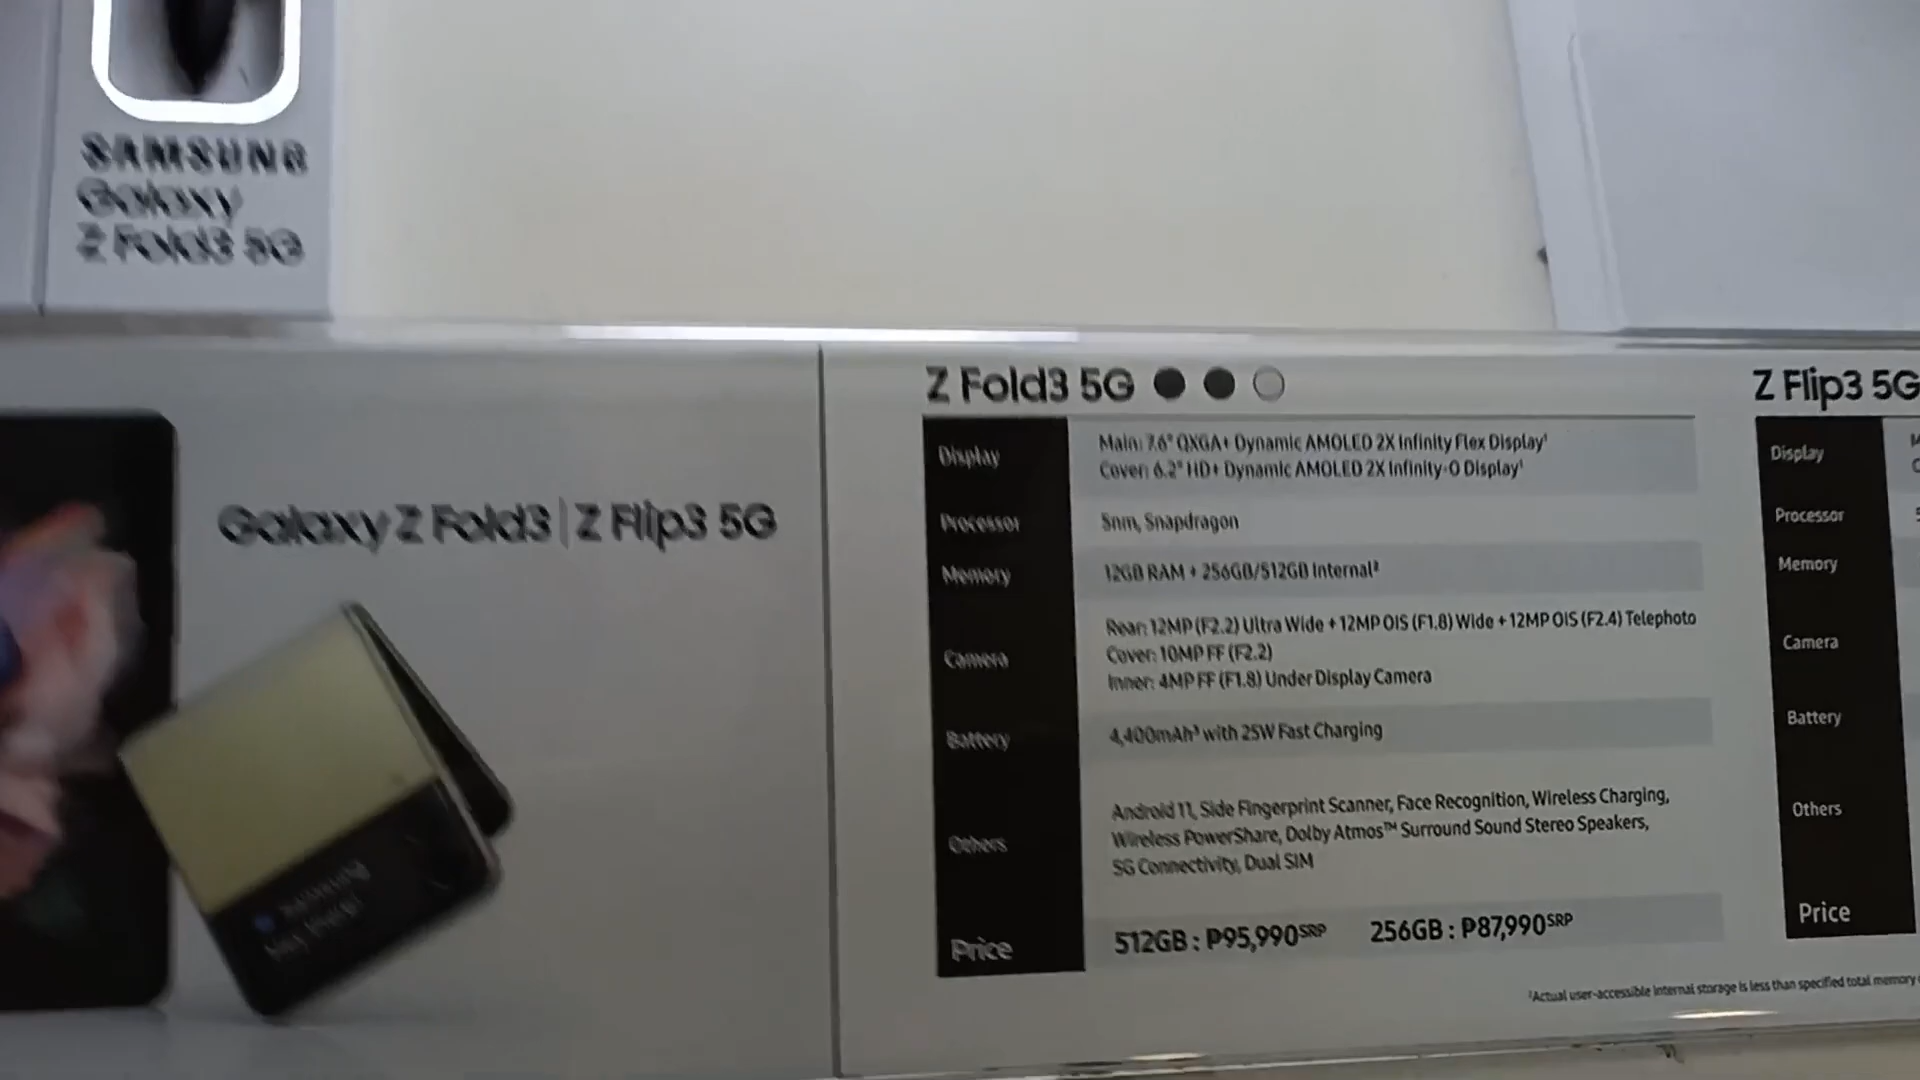 SAMSUNG
Galaxy
Z Fold3 5G
Galaxy Z Fold3 | Z Flip3 5G
Z Fold3 5G
Display
Main: 7.6" QXGA+ Dynamic AMOLED 2X Infinity Flex Display¹
Cover: 6.2" HD+ Dynamic AMOLED 2X Infinity-O Display¹
Processor
5nm, Snapdragon
Memory
12GB RAM + 256GB/512GB Internal²
Camera
Rear: 12MP (F2.2) Ultra Wide + 12MP OIS (F1.8) Wide + 12MP OIS (F2.4) Telephoto
Cover: 10MP FF (F2.2)
Inner: 4MP FF (F1.8) Under Display Camera
Battery
4,400mAh³ with 25W Fast Charging
Others
Android 11, Side Fingerprint Scanner, Face Recognition, Wireless Charging,
Wireless PowerShare, Dolby Atmos™ Surround Sound Stereo Speakers,
5G Connectivity, Dual SIM
Price
512GB : ₱95,990SRP 256GB : ₱87,990SRP
Z Flip3 5G
Display
Processor
Memory
Camera
Battery
Others
Price
Actual user-accessible internal storage is less than specified total memory